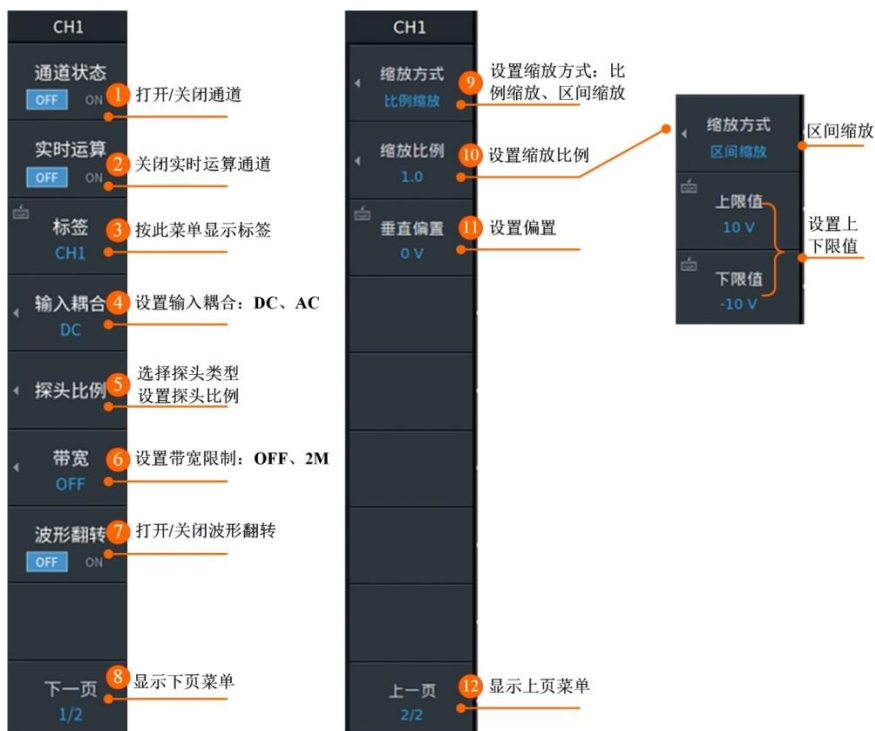 CH1
通道状态
OFF ON
1 打开/关闭通道
实时运算
OFF ON
2 关闭实时运算通道
标签
CH1
3 按此菜单显示标签
输入耦合
DC
4 设置输入耦合：DC、AC
探头比例
5 选择探头类型
设置探头比例
带宽
OFF
6 设置带宽限制：OFF、2M
波形翻转
OFF ON
7 打开/关闭波形翻转
下一页
1/2
8 显示下页菜单
CH1
缩放方式
比例缩放
9 设置缩放方式：比
例缩放、区间缩放
缩放比例
1.0
10 设置缩放比例
垂直偏置
0 V
11 设置偏置
上一页
2/2
12 显示上页菜单
缩放方式
区间缩放
区间缩放
上限值
10 V
下限值
-10 V
设置上
下限值